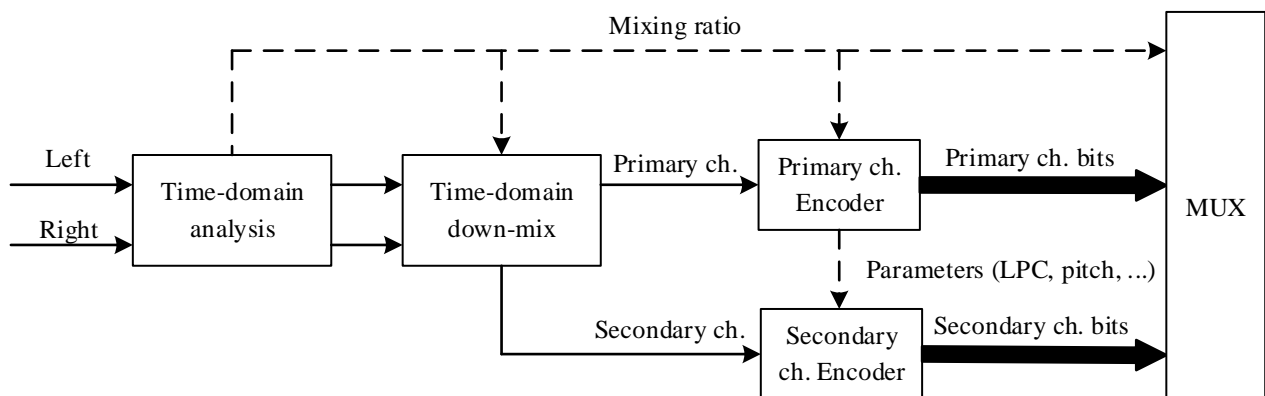 Mixing ratio
Left
Right
Time-domain
analysis
Time-domain
down-mix
Primary ch.
Primary ch.
Encoder
Primary ch. bits
MUX
Parameters (LPC, pitch, ...)
Secondary ch.
Secondary
ch. Encoder
Secondary ch. bits